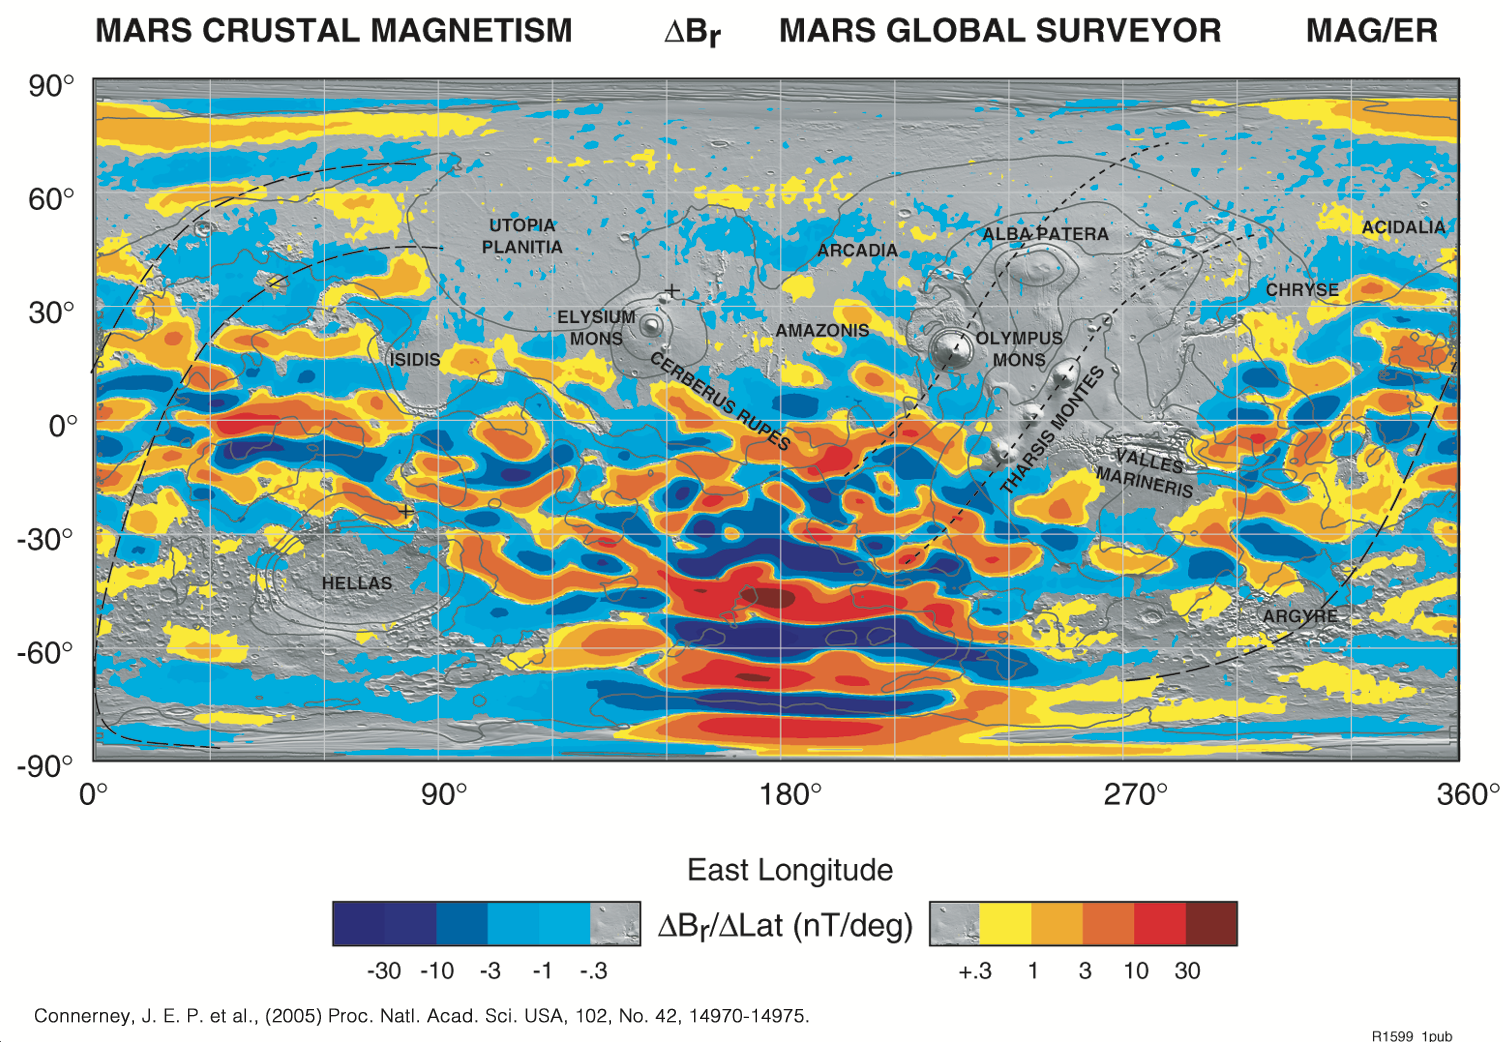 MARS CRUSTAL MAGNETISM ΔBr MARS GLOBAL SURVEYOR MAG/ER
90°
60°
30°
0°
-30°
-60°
-90°
UTOPIA
PLANITIA
ARCADIA
ALBA PATERA
ACIDALIA
CHRYSE
ELYSIUM
MONS
AMAZONIS
OLYMPUS
MONS
ISIDIS
CERBERUS RUPES
THARSIS MONTES
VALLES
MARINERIS
HELLAS
ARGYRE
0° 90° 180° 270° 360°
East Longitude
ΔBr/ΔLat (nT/deg)
-30 -10 -3 -1 -.3 +.3 1 3 10 30
Connerney, J. E. P. et al., (2005) Proc. Natl. Acad. Sci. USA, 102, No. 42, 14970-14975.
R1599_1pub